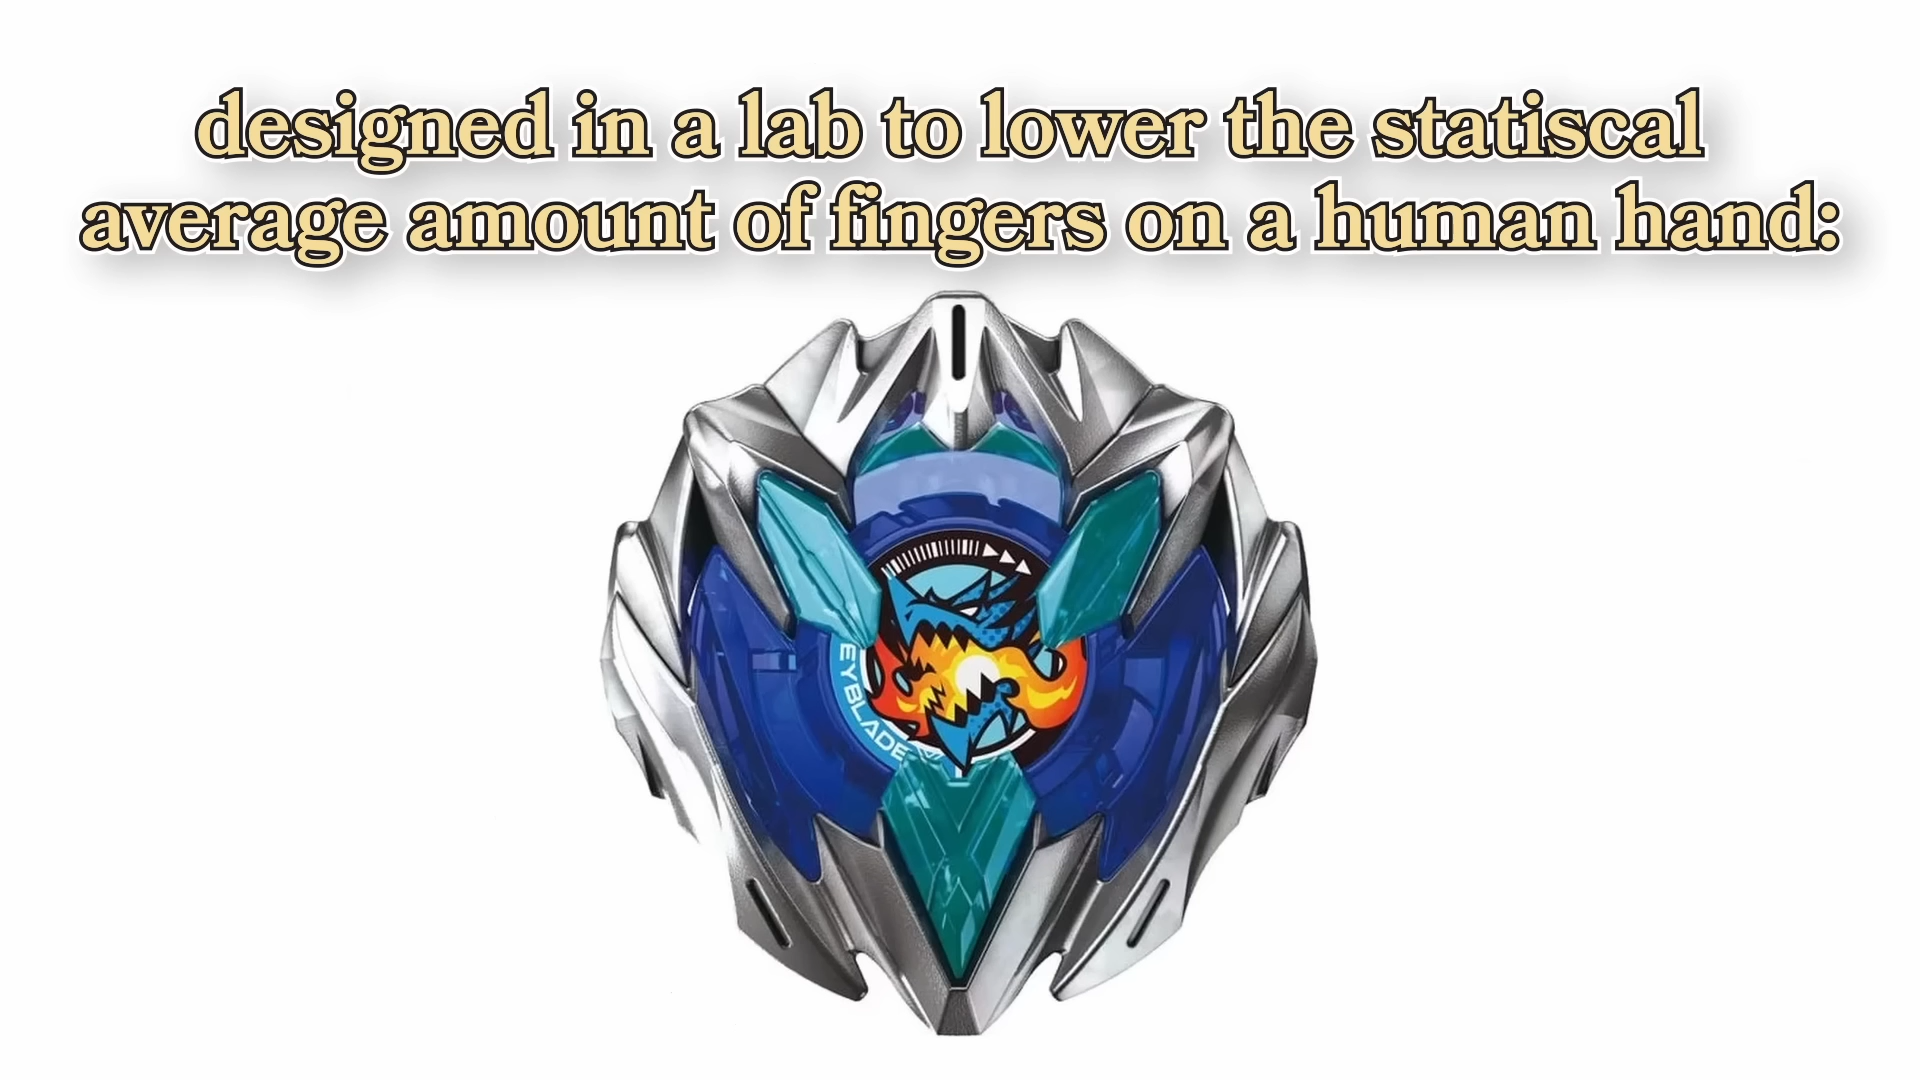 designed in a lab to lower the statiscal
average amount of fingers on a human hand:
EYBLADE